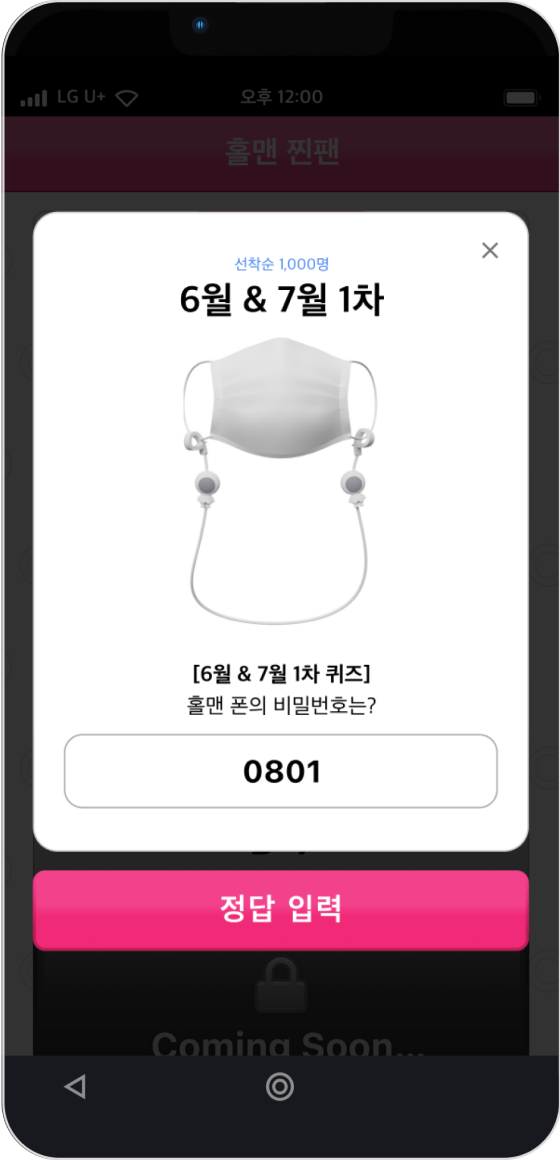 LG U+
오후 12:00
홀맨 찐팬
선착순 1,000명
6월 & 7월 1차
[6월 & 7월 1차 퀴즈]
홀맨 폰의 비밀번호는?
0801
정답 입력
Coming Soon...